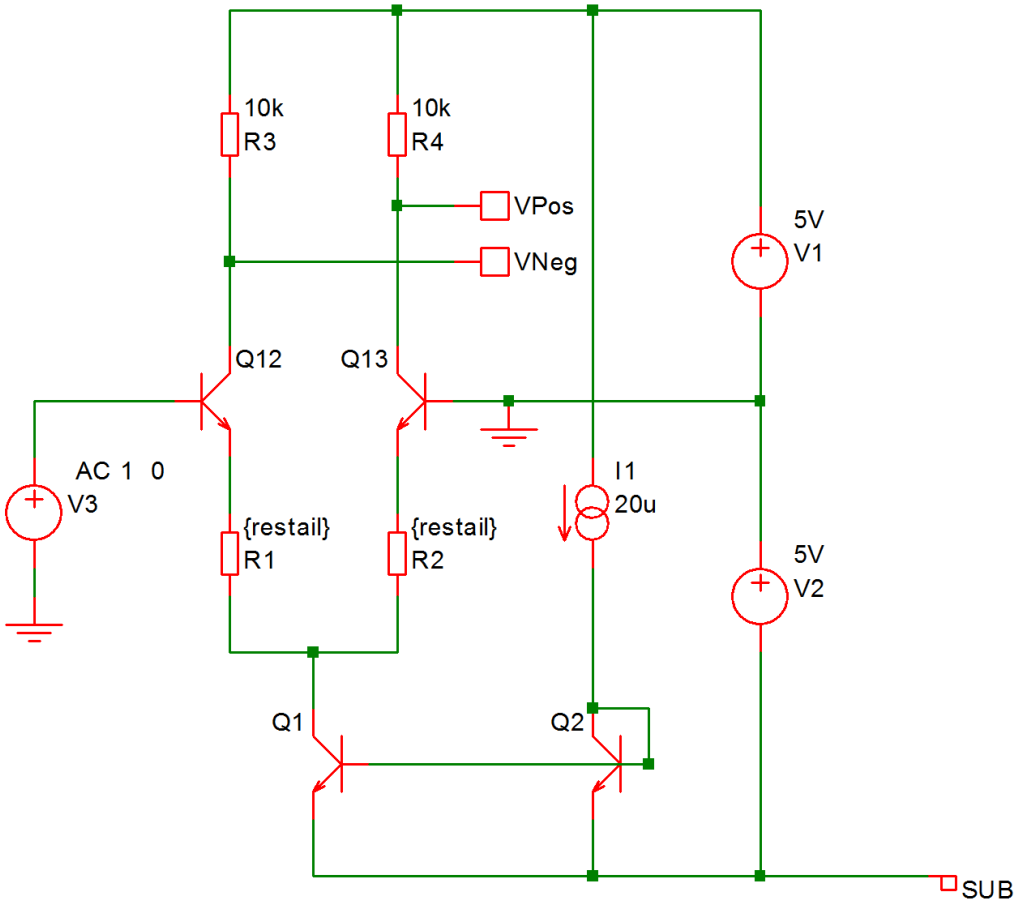 10k
R3
10k
R4
VPos
VNeg
5V
V1
Q12
Q13
AC 1 0
V3
I1
20u
{restail}
R1
{restail}
R2
5V
V2
Q1
Q2
SUB